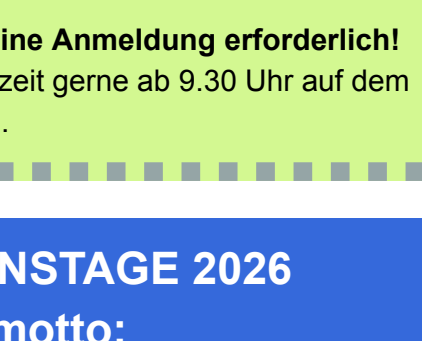 ine Anmeldung erforderlich!
zeit gerne ab 9.30 Uhr auf dem
.
NSTAGE 2026
motto: